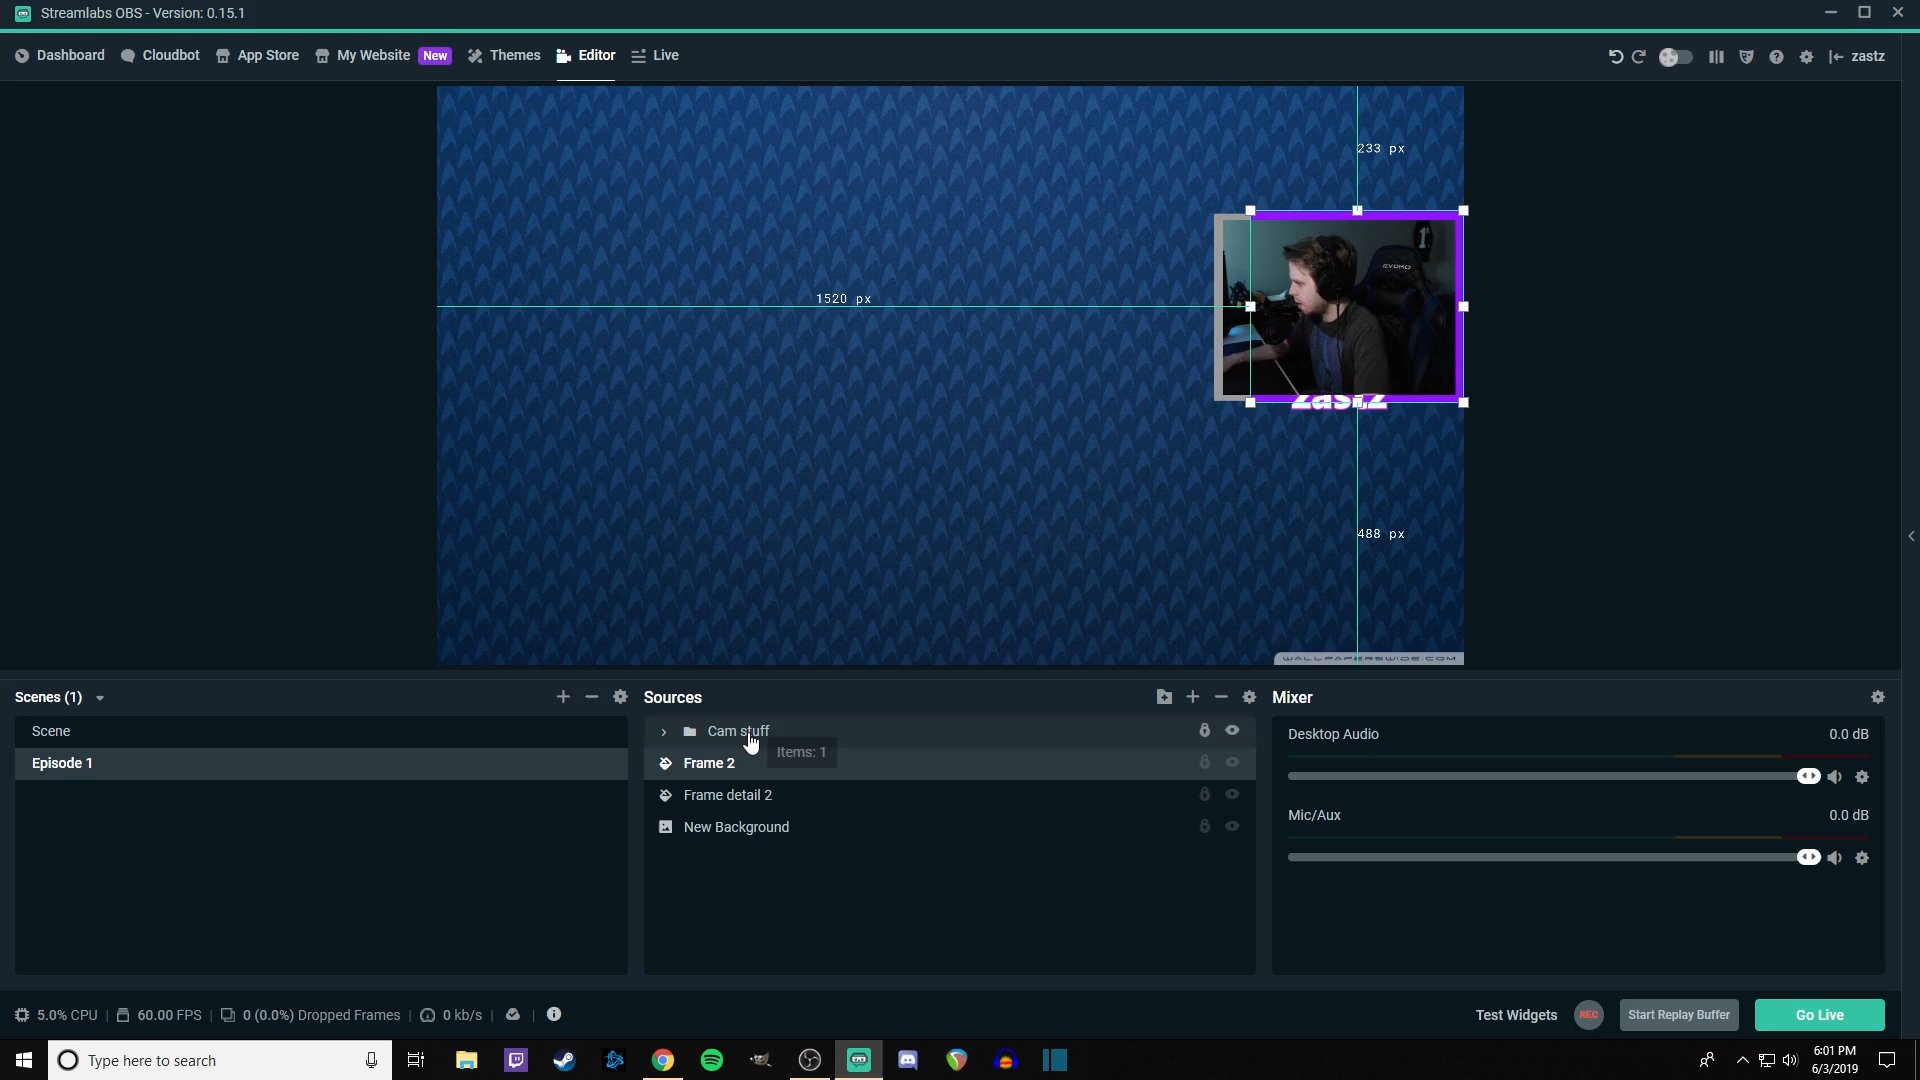 Streamlabs OBS - Version: 0.15.1
Dashboard
Cloudbot
App Store
My Website
New
Themes
Editor
Live
zastz
233 px
EVOKO
1520 px
zastz
488 px
WALLPAPERSWIDE.COM
Scenes (1)
Scene
Episode 1
Sources
Cam stuff
Items: 1
Frame 2
Frame detail 2
New Background
Mixer
Desktop Audio
0.0 dB
Mic/Aux
0.0 dB
5.0% CPU
60.00 FPS
0 (0.0%) Dropped Frames
0 kb/s
Test Widgets
REC
Start Replay Buffer
Go Live
Type here to search
6:01 PM
6/3/2019